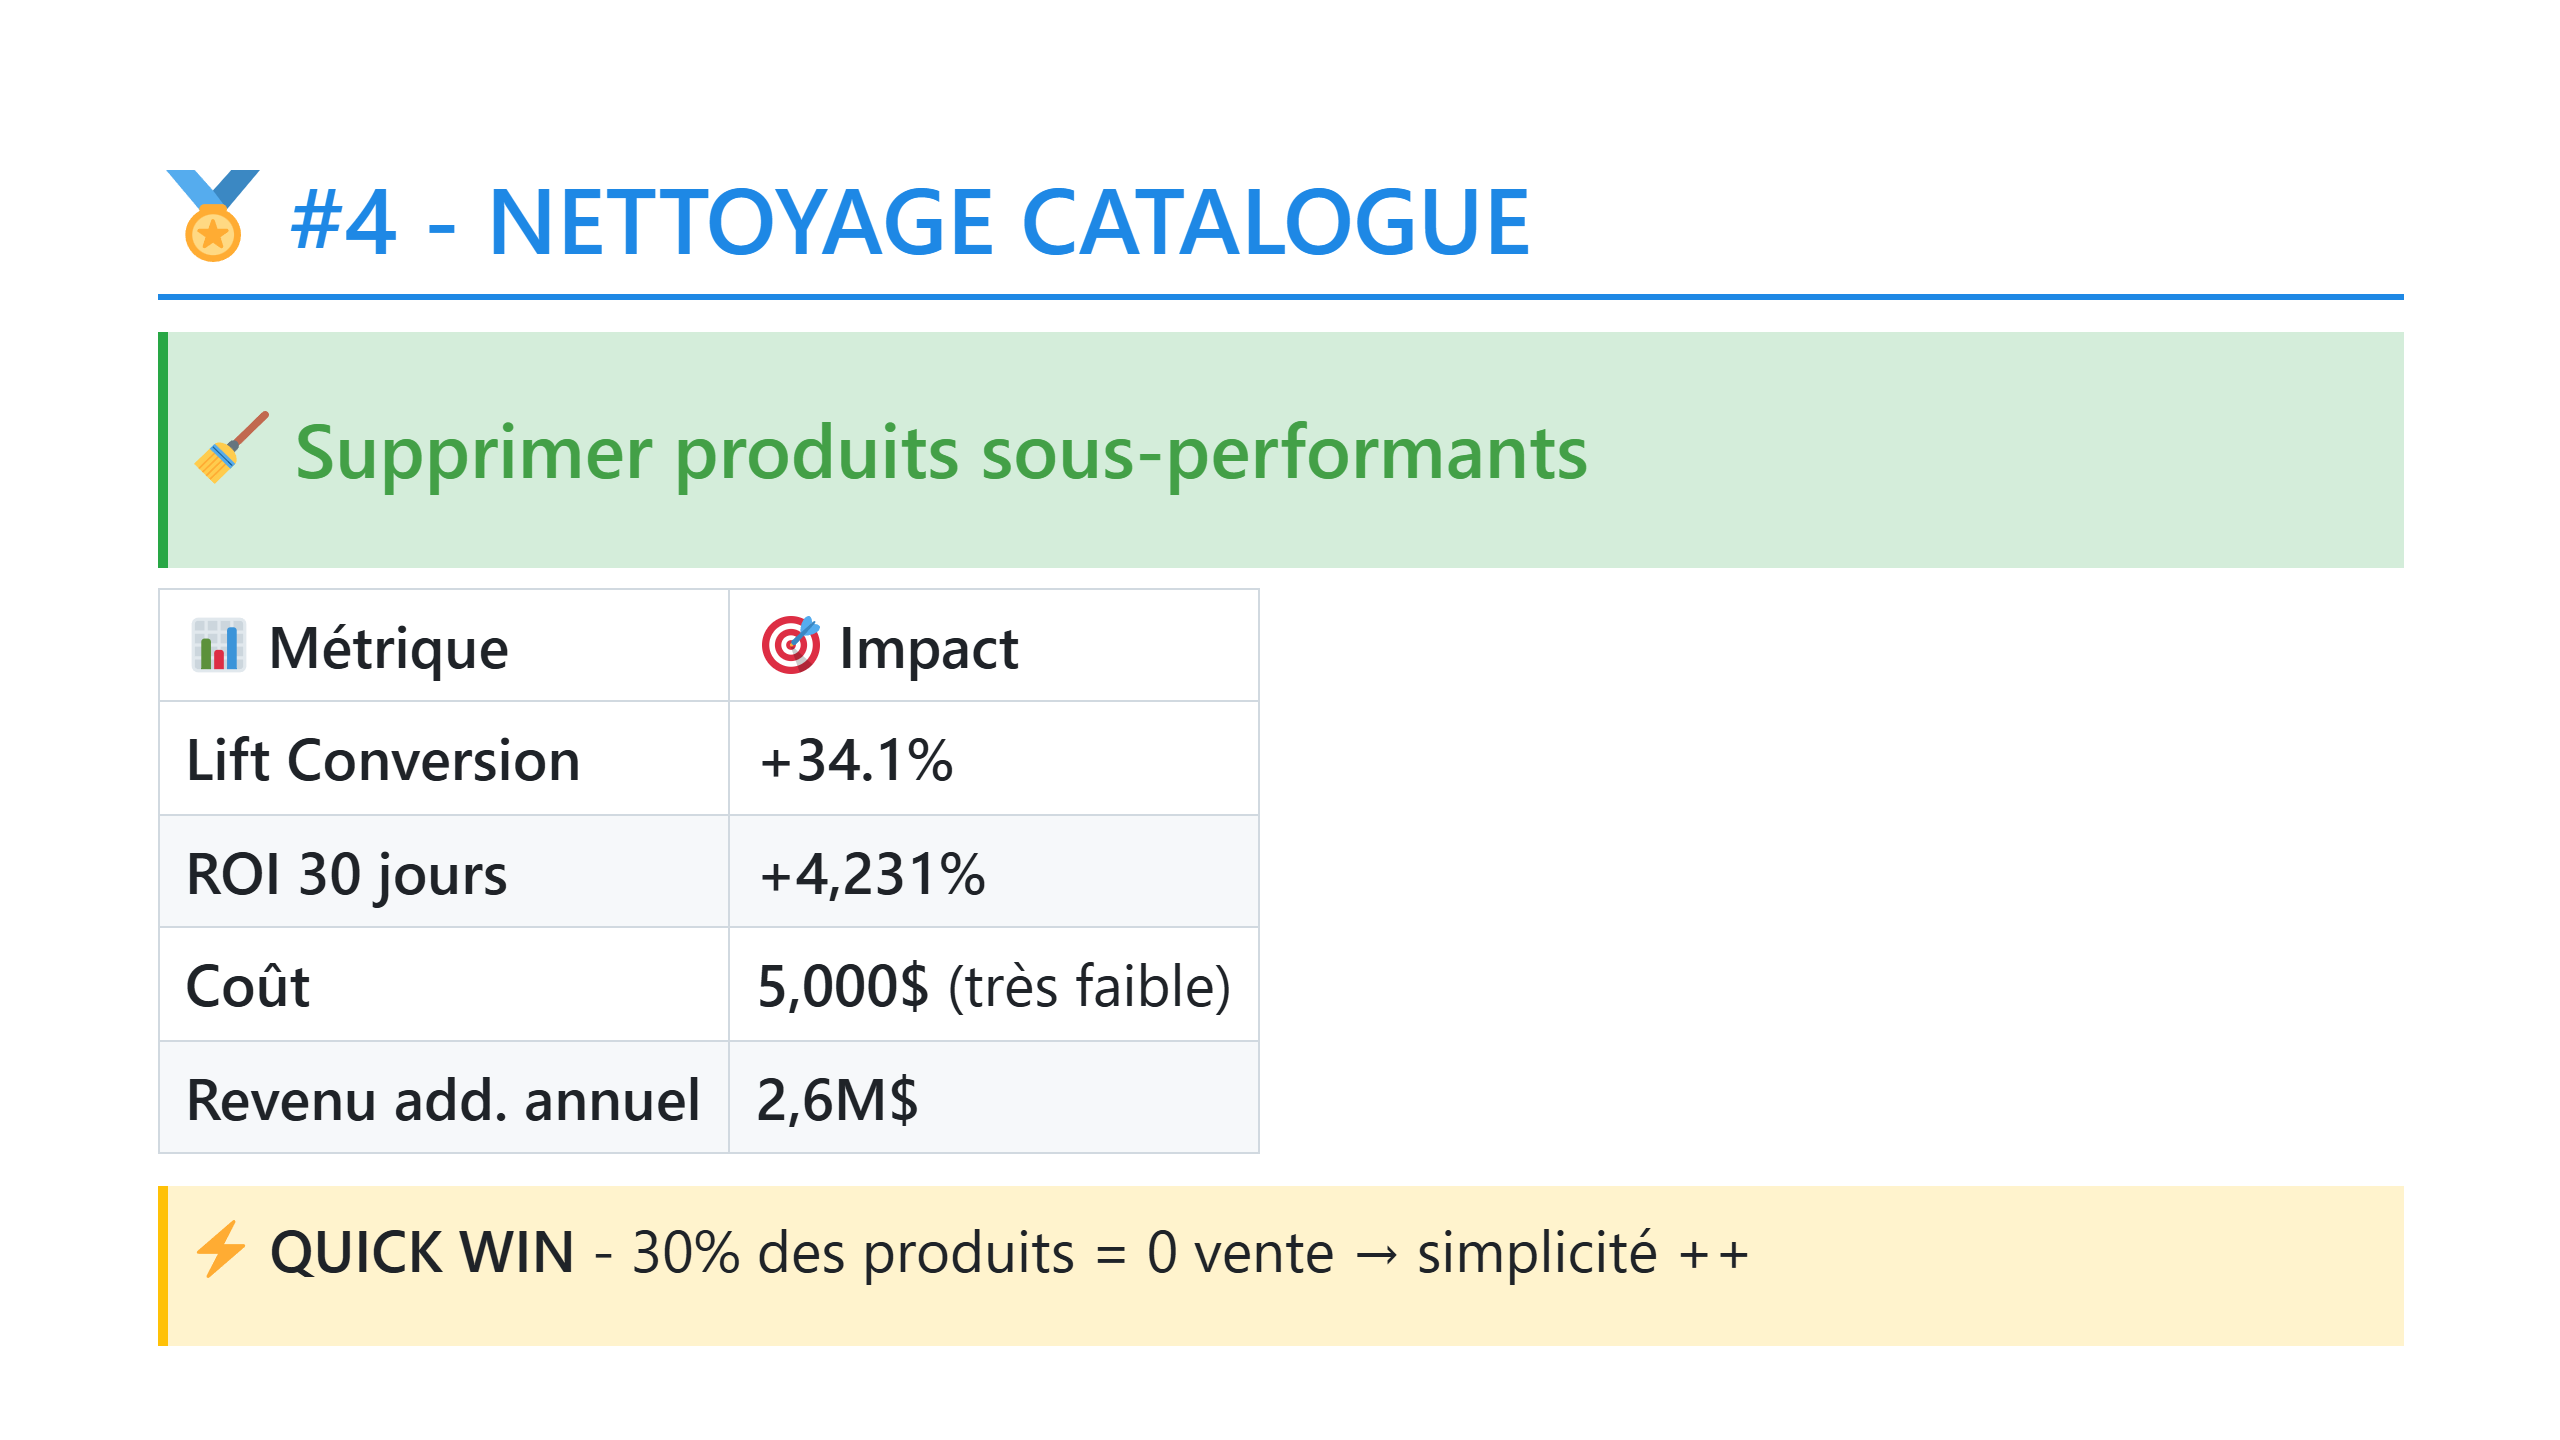 #4 - NETTOYAGE CATALOGUE
Supprimer produits sous-performants
Métrique Impact
Lift Conversion +34.1%
ROI 30 jours +4,231%
Coût 5,000$ (très faible)
Revenu add. annuel 2,6M$
QUICK WIN - 30% des produits = 0 vente → simplicité ++